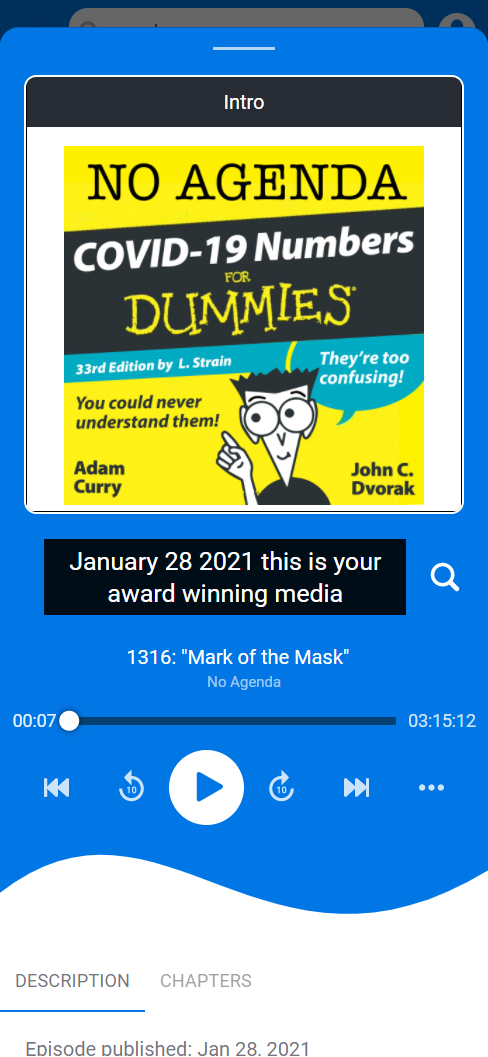 Intro
NO AGENDA
COVID-19 Numbers
FOR
DUMMIES®
33rd Edition by L. Strain
They're too
confusing!
You could never
understand them!
Adam
Curry
John C.
Dvorak
January 28 2021 this is your
award winning media
1316: "Mark of the Mask"
No Agenda
00:07
03:15:12
10
10
DESCRIPTION
CHAPTERS
Episode published: Jan 28, 2021